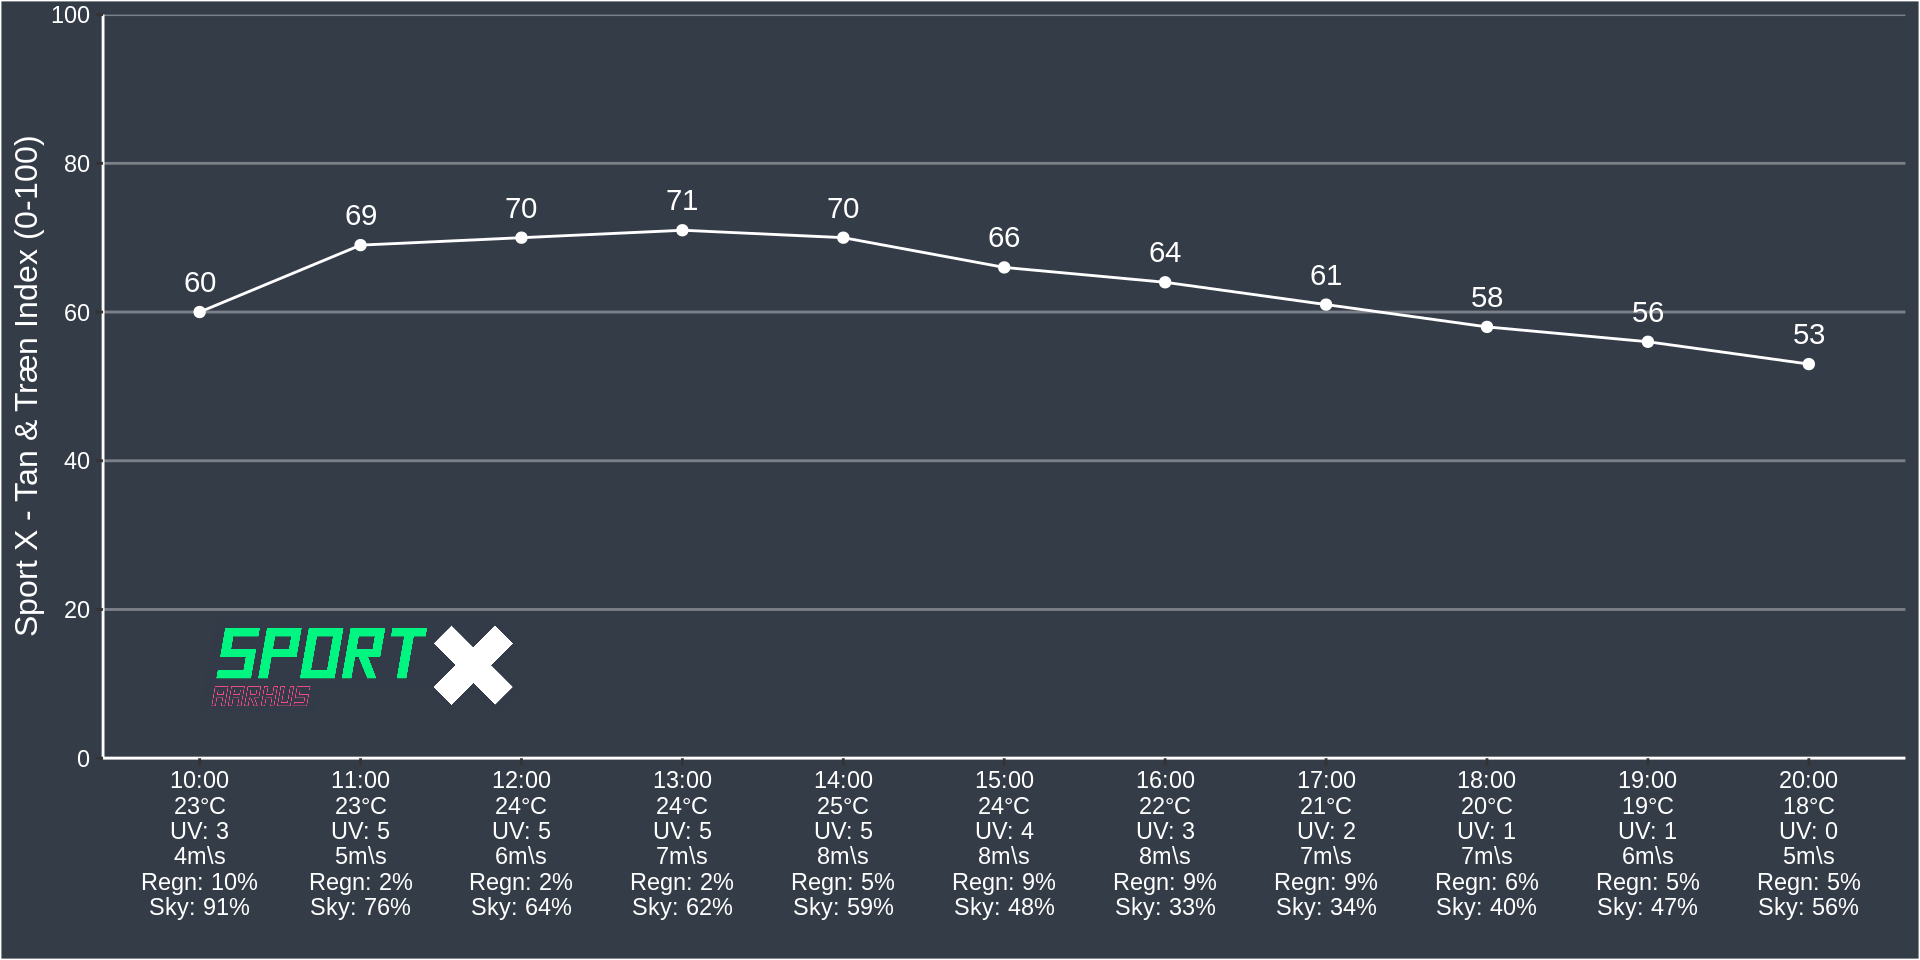 Sport X - Tan & Træn Index (0-100)
100
80
60
40
20
0
60
69
70
71
70
66
64
61
58
56
53
SPORT X
AARHUS
10:00 11:00 12:00 13:00 14:00 15:00 16:00 17:00 18:00 19:00 20:00
23°C 23°C 24°C 24°C 25°C 24°C 22°C 21°C 20°C 19°C 18°C
UV: 3 UV: 5 UV: 5 UV: 5 UV: 5 UV: 4 UV: 3 UV: 2 UV: 1 UV: 1 UV: 0
4m\s 5m\s 6m\s 7m\s 8m\s 8m\s 8m\s 7m\s 7m\s 6m\s 5m\s
Regn: 10% Regn: 2% Regn: 2% Regn: 2% Regn: 5% Regn: 9% Regn: 9% Regn: 9% Regn: 6% Regn: 5% Regn: 5%
Sky: 91% Sky: 76% Sky: 64% Sky: 62% Sky: 59% Sky: 48% Sky: 33% Sky: 34% Sky: 40% Sky: 47% Sky: 56%